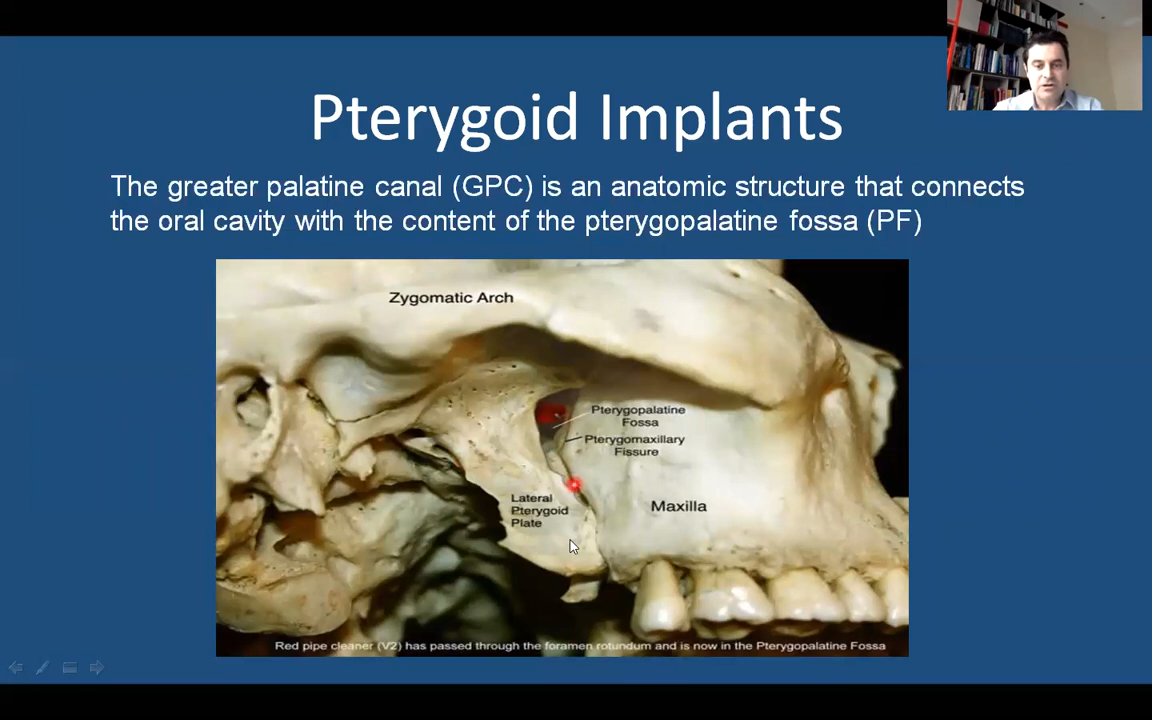 Pterygoid Implants
The greater palatine canal (GPC) is an anatomic structure that connects
the oral cavity with the content of the pterygopalatine fossa (PF)
Zygomatic Arch
Pterygopalatine
Fossa
Pterygomaxillary
Fissure
Lateral
Pterygoid
Plate
Maxilla
Red pipe cleaner (V2) has passed through the foramen rotundum and is now in the Pterygopalatine Fossa